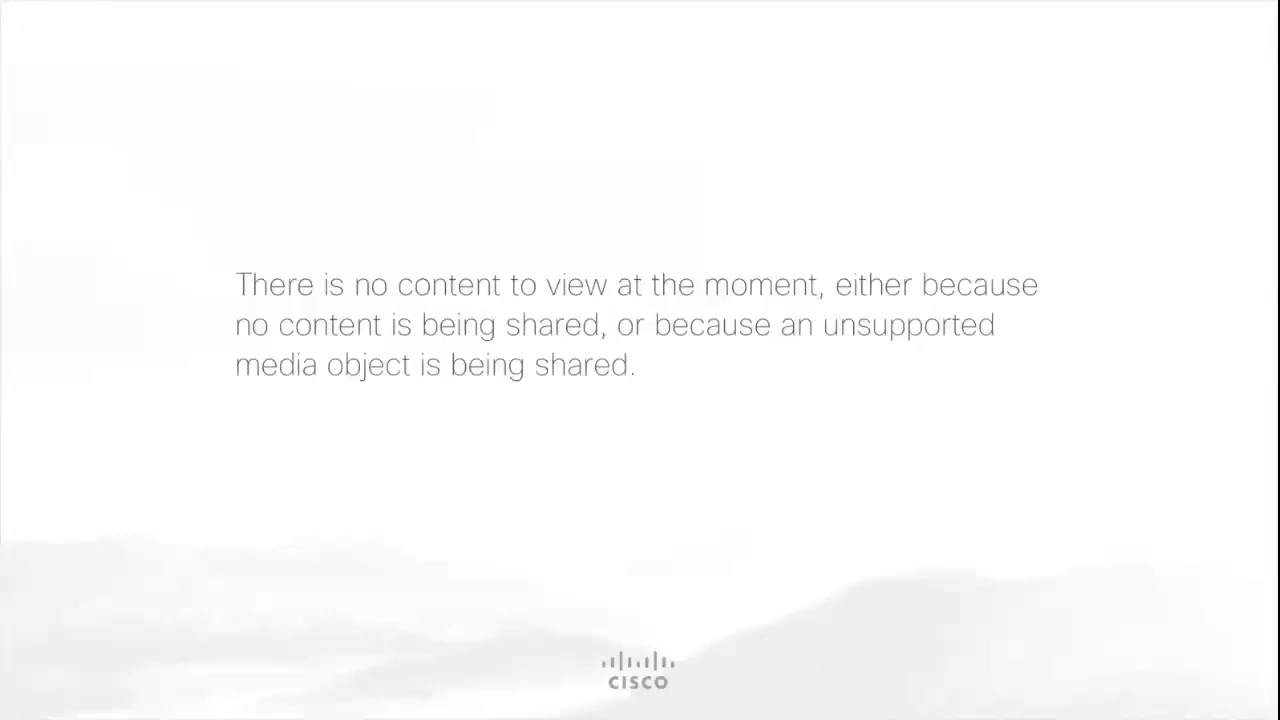 There is no content to view at the moment, either because
no content is being shared, or because an unsupported
media object is being shared.
CISCO